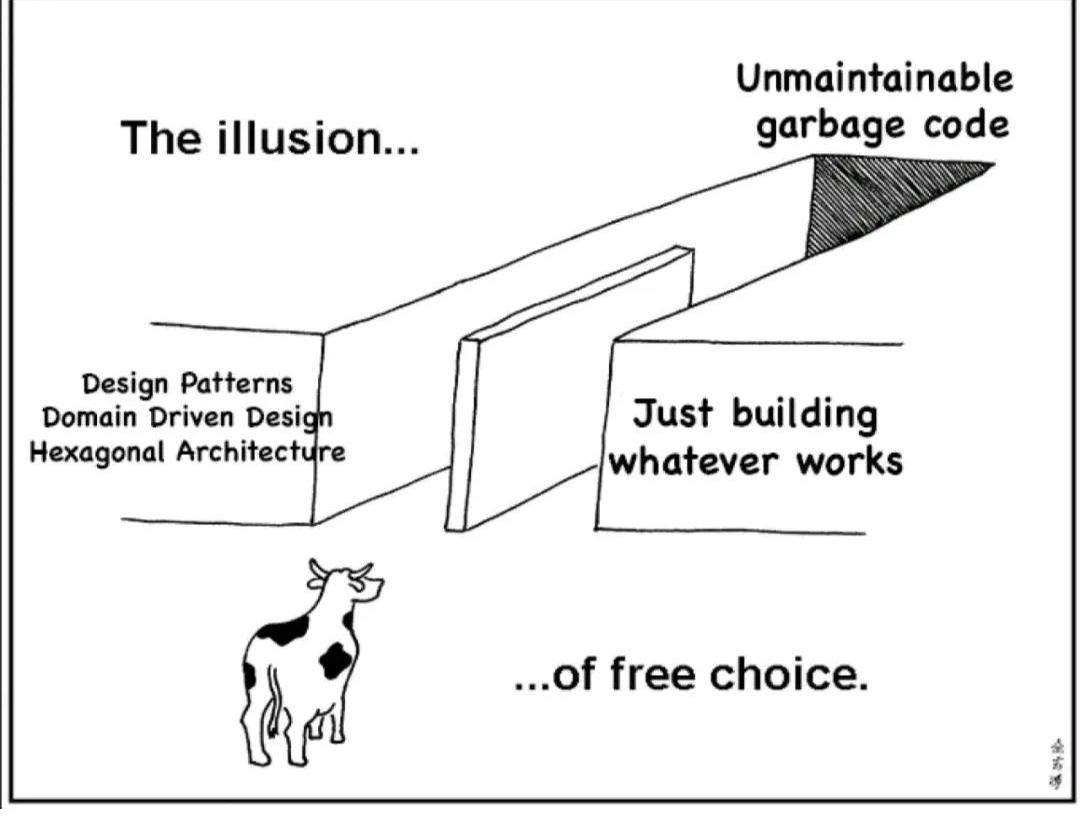 The illusion...
Unmaintainable
garbage code
Design Patterns
Domain Driven Design
Hexagonal Architecture
Just building
whatever works
...of free choice.